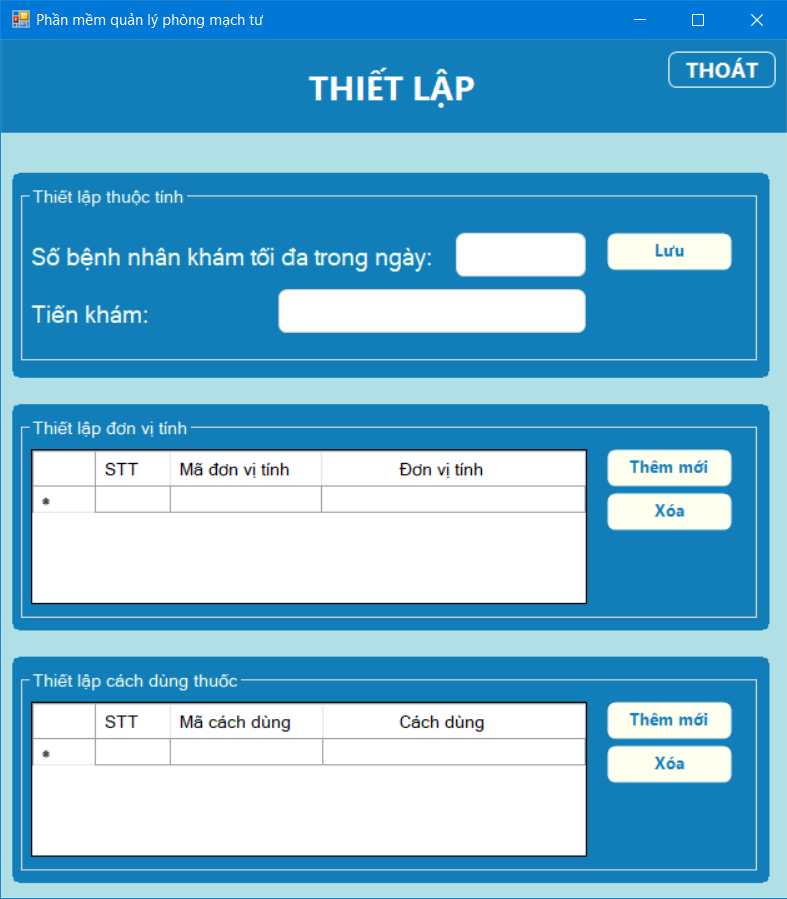 Phần mềm quản lý phòng mạch tư
THIẾT LẬP
THOÁT
Thiết lập thuộc tính
Số bệnh nhân khám tối đa trong ngày:
Lưu
Tiến khám:
Thiết lập đơn vị tính
STT Mã đơn vị tính Đơn vị tính
*
Thêm mới
Xóa
Thiết lập cách dùng thuốc
STT Mã cách dùng Cách dùng
*
Thêm mới
Xóa